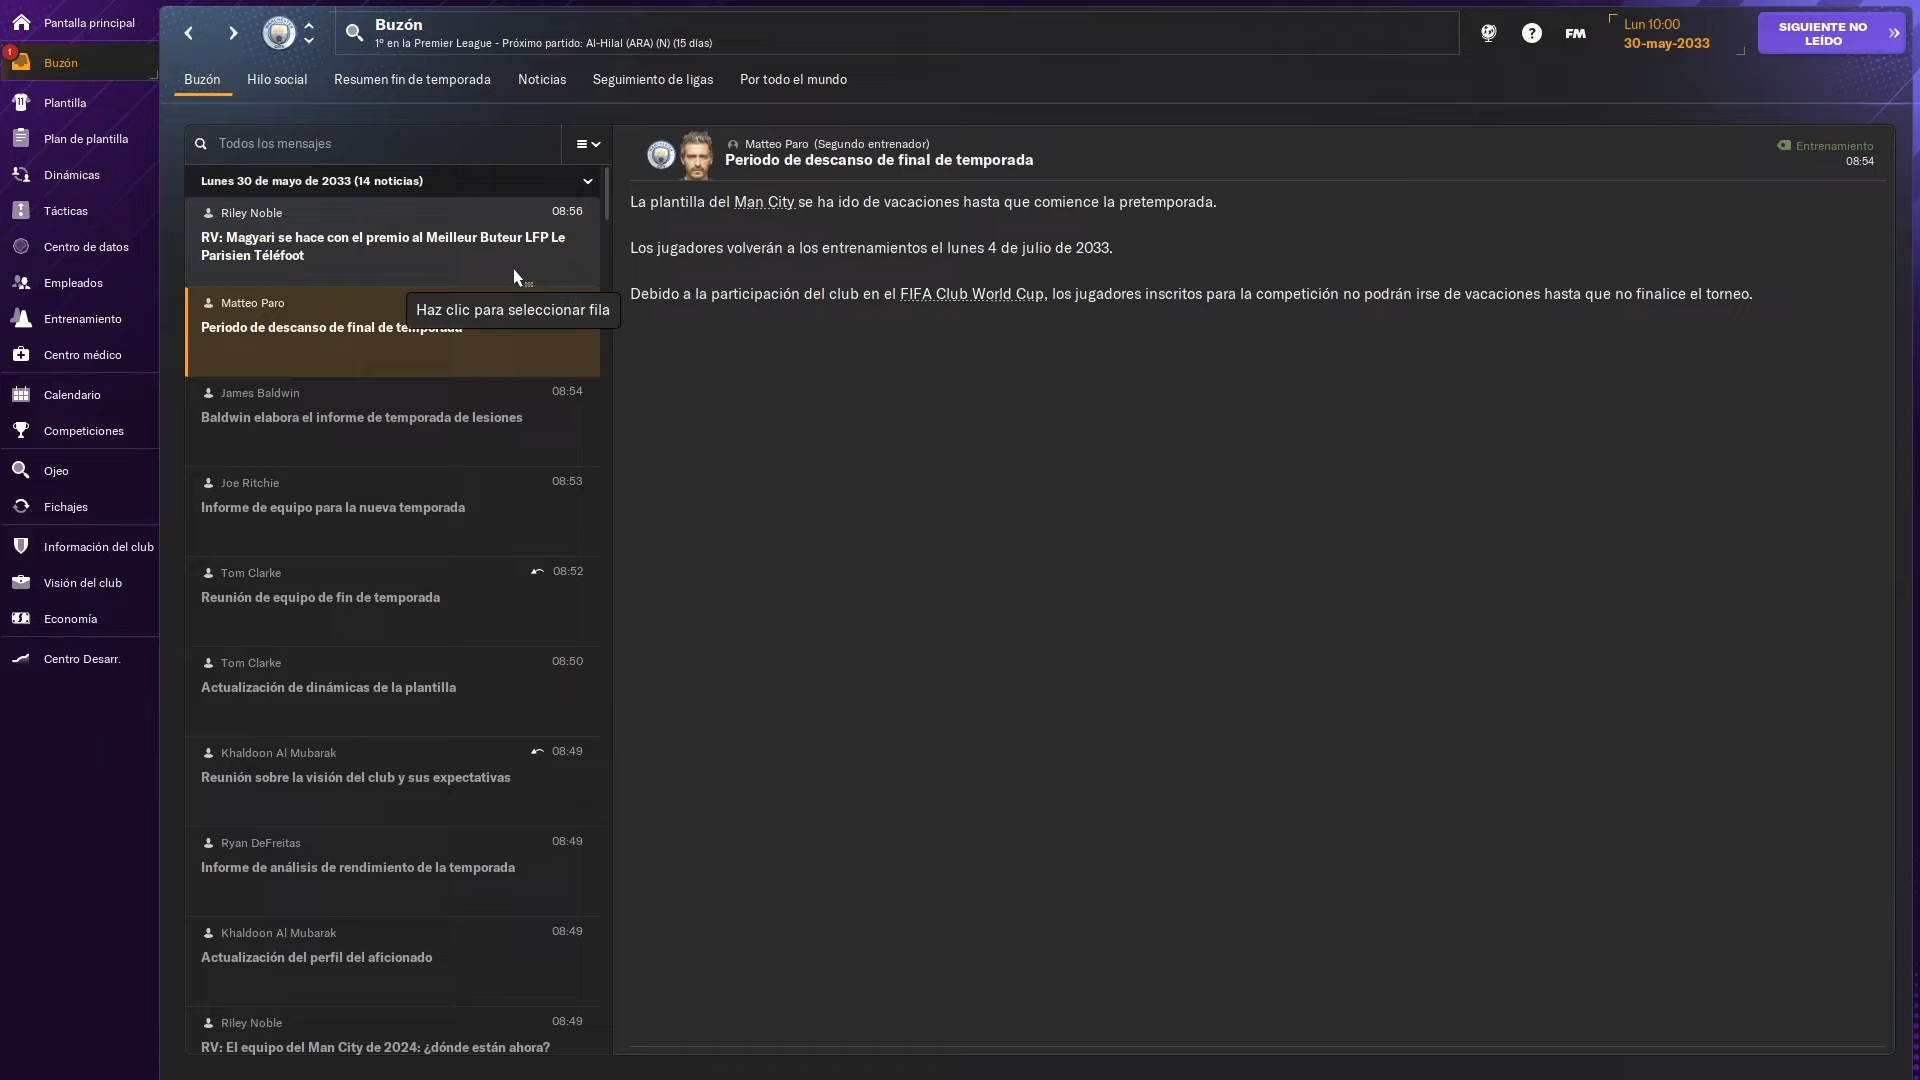 Pantalla principal
1
Buzón
Plantilla
Plan de plantilla
Dinámicas
Tácticas
Centro de datos
Empleados
Entrenamiento
Centro médico
Calendario
Competiciones
Ojeo
Fichajes
Información del club
Visión del club
Economía
Centro Desarr.
Buzón
1º en la Premier League - Próximo partido: Al-Hilal (ARA) (N) (15 días)
FM
Lun 10:00
30-may-2033
SIGUIENTE NO
LEÍDO
Buzón
Hilo social
Resumen fin de temporada
Noticias
Seguimiento de ligas
Por todo el mundo
Todos los mensajes
Lunes 30 de mayo de 2033 (14 noticias)
Riley Noble 08:56
RV: Magyari se hace con el premio al Meilleur Buteur LFP Le
Parisien Téléfoot
Matteo Paro
Haz clic para seleccionar fila
Periodo de descanso de final de temporada
James Baldwin 08:54
Baldwin elabora el informe de temporada de lesiones
Joe Ritchie 08:53
Informe de equipo para la nueva temporada
Tom Clarke 08:52
Reunión de equipo de fin de temporada
Tom Clarke 08:50
Actualización de dinámicas de la plantilla
Khaldoon Al Mubarak 08:49
Reunión sobre la visión del club y sus expectativas
Ryan DeFreitas 08:49
Informe de análisis de rendimiento de la temporada
Khaldoon Al Mubarak 08:49
Actualización del perfil del aficionado
Riley Noble 08:49
RV: El equipo del Man City de 2024: ¿dónde están ahora?
Matteo Paro (Segundo entrenador)
Periodo de descanso de final de temporada
Entrenamiento
08:54
La plantilla del Man City se ha ido de vacaciones hasta que comience la pretemporada.
Los jugadores volverán a los entrenamientos el lunes 4 de julio de 2033.
Debido a la participación del club en el FIFA Club World Cup, los jugadores inscritos para la competición no podrán irse de vacaciones hasta que no finalice el torneo.